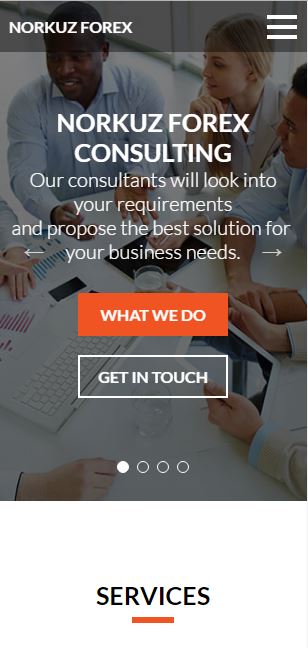 NORKUZ FOREX
NORKUZ FOREX
CONSULTING
Our consultants will look into
your requirements
and propose the best solution for
← your business needs. →
WHAT WE DO
GET IN TOUCH
SERVICES